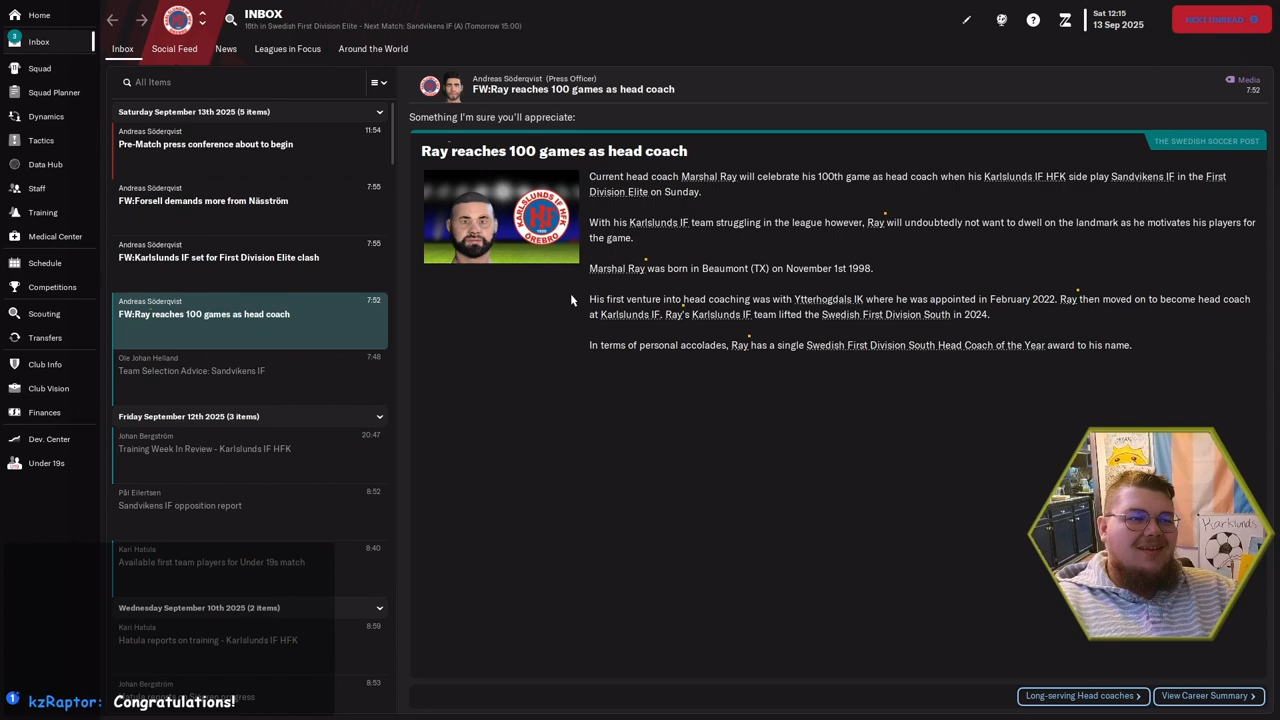 Home
INBOX
16th in Swedish First Division Elite - Next Match: Sandvikens IF (A) (Tomorrow 15:00)
Sat 12:15
13 Sep 2025
NEXT UNREAD
3
Inbox
Inbox
Social Feed
News
Leagues in Focus
Around the World
Squad
Squad Planner
Dynamics
Tactics
Data Hub
Staff
Training
Medical Center
Schedule
Competitions
Scouting
Transfers
Club Info
Club Vision
Finances
Dev. Center
Under 19s
All Items
Saturday September 13th 2025 (5 items)
Andreas Söderqvist 11:54
Pre-Match press conference about to begin
Andreas Söderqvist 7:55
FW:Forsell demands more from Näsström
Andreas Söderqvist 7:55
FW:Karlslunds IF set for First Division Elite clash
Andreas Söderqvist 7:52
FW:Ray reaches 100 games as head coach
Ole Johan Helland 7:48
Team Selection Advice: Sandvikens IF
Friday September 12th 2025 (3 items)
Johan Bergström 20:47
Training Week In Review - Karlslunds IF HFK
Pål Eilertsen 8:52
Sandvikens IF opposition report
Kari Hatula 8:40
Available first team players for Under 19s match
Wednesday September 10th 2025 (2 items)
Kari Hatula 8:59
Hatula reports on training - Karlslunds IF HFK
Johan Bergström 8:53
1 kzRaptor: Congratulations!
Andreas Söderqvist (Press Officer)
FW:Ray reaches 100 games as head coach
Media
7:52
Something I'm sure you'll appreciate:
THE SWEDISH SOCCER POST
Ray reaches 100 games as head coach
KARLSLUNDS IF HFK
ÖREBRO
Current head coach Marshal Ray will celebrate his 100th game as head coach when his Karlslunds IF HFK side play Sandvikens IF in the First
Division Elite on Sunday.
With his Karlslunds IF team struggling in the league however, Ray will undoubtedly not want to dwell on the landmark as he motivates his players for
the game.
Marshal Ray was born in Beaumont (TX) on November 1st 1998.
His first venture into head coaching was with Ytterhogdals IK where he was appointed in February 2022. Ray then moved on to become head coach
at Karlslunds IF. Ray's Karlslunds IF team lifted the Swedish First Division South in 2024.
In terms of personal accolades, Ray has a single Swedish First Division South Head Coach of the Year award to his name.
Karlslunds
Long-serving Head coaches
View Career Summary